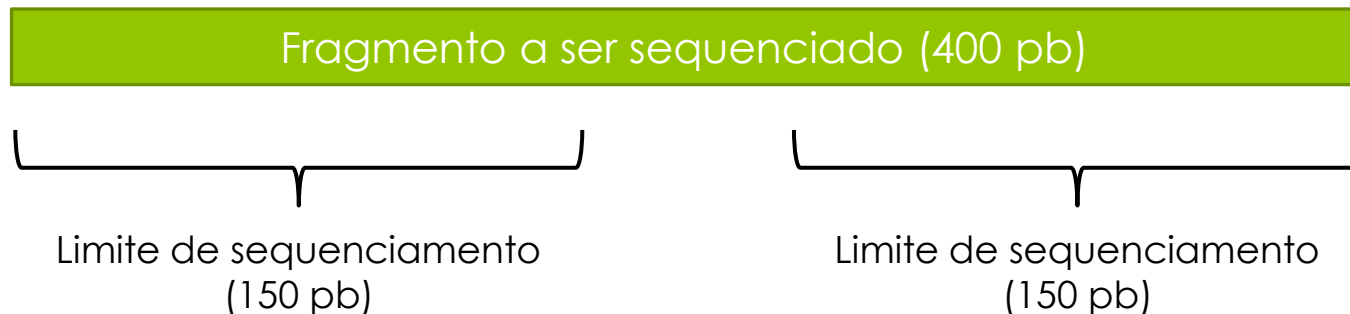 Fragmento a ser sequenciado (400 pb)
Limite de sequenciamento
(150 pb)
Limite de sequenciamento
(150 pb)